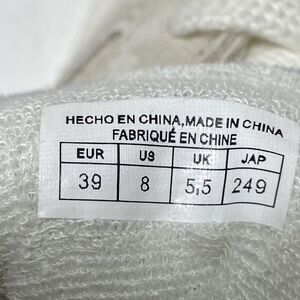 HECHO EN CHINA,MADE IN CHINA
FABRIQUÉ EN CHINE
EUR US UK JAP
39 8 5,5 249